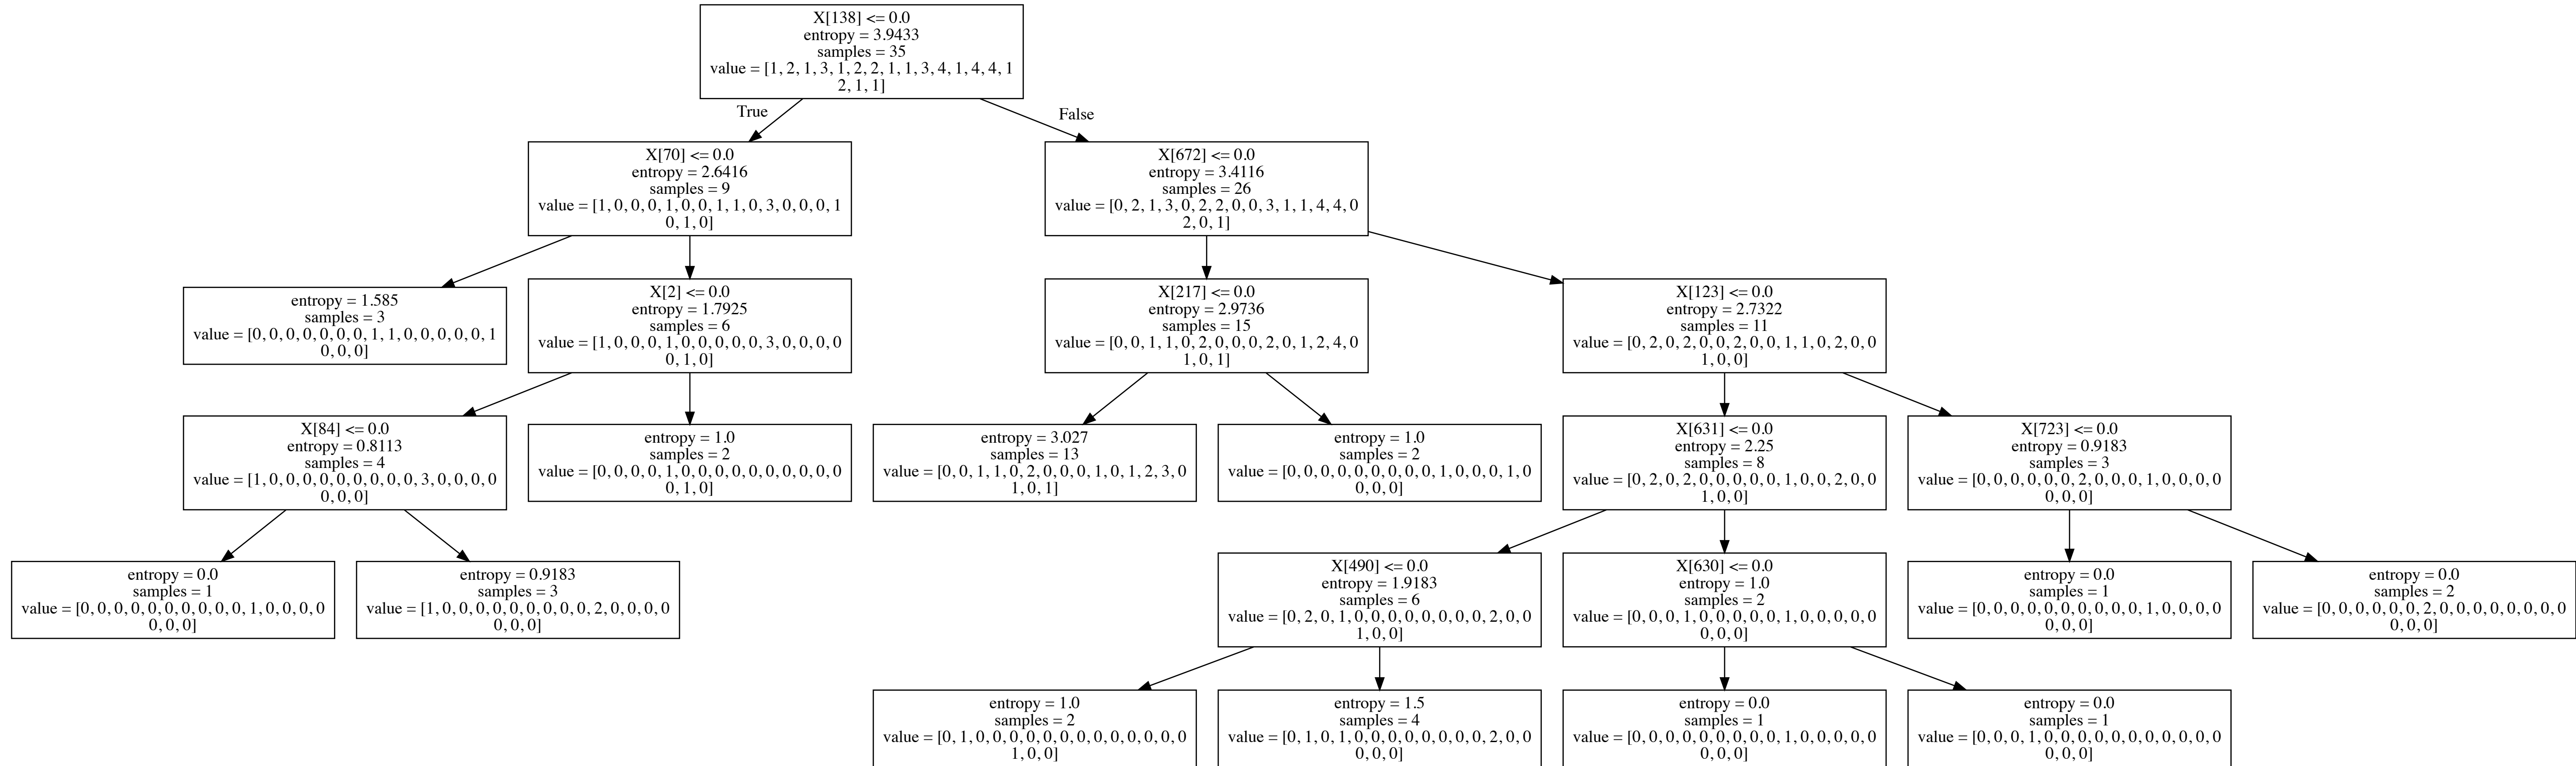 X[138] <= 0.0
entropy = 3.9433
samples = 35
value = [1, 2, 1, 3, 1, 2, 2, 1, 1, 3, 4, 1, 4, 4, 1
2, 1, 1]
True
False
X[70] <= 0.0
entropy = 2.6416
samples = 9
value = [1, 0, 0, 0, 1, 0, 0, 1, 1, 0, 3, 0, 0, 0, 1
0, 1, 0]
X[672] <= 0.0
entropy = 3.4116
samples = 26
value = [0, 2, 1, 3, 0, 2, 2, 0, 0, 3, 1, 1, 4, 4, 0
2, 0, 1]
entropy = 1.585
samples = 3
value = [0, 0, 0, 0, 0, 0, 0, 1, 1, 0, 0, 0, 0, 0, 1
0, 0, 0]
X[2] <= 0.0
entropy = 1.7925
samples = 6
value = [1, 0, 0, 0, 1, 0, 0, 0, 0, 0, 3, 0, 0, 0, 0
0, 1, 0]
X[217] <= 0.0
entropy = 2.9736
samples = 15
value = [0, 0, 1, 1, 0, 2, 0, 0, 0, 2, 0, 1, 2, 4, 0
1, 0, 1]
X[123] <= 0.0
entropy = 2.7322
samples = 11
value = [0, 2, 0, 2, 0, 0, 2, 0, 0, 1, 1, 0, 2, 0, 0
1, 0, 0]
X[84] <= 0.0
entropy = 0.8113
samples = 4
value = [1, 0, 0, 0, 0, 0, 0, 0, 0, 0, 3, 0, 0, 0, 0
0, 0, 0]
entropy = 1.0
samples = 2
value = [0, 0, 0, 0, 1, 0, 0, 0, 0, 0, 0, 0, 0, 0, 0
0, 1, 0]
entropy = 3.027
samples = 13
value = [0, 0, 1, 1, 0, 2, 0, 0, 0, 1, 0, 1, 2, 3, 0
1, 0, 1]
entropy = 1.0
samples = 2
value = [0, 0, 0, 0, 0, 0, 0, 0, 0, 1, 0, 0, 0, 1, 0
0, 0, 0]
X[631] <= 0.0
entropy = 2.25
samples = 8
value = [0, 2, 0, 2, 0, 0, 0, 0, 0, 1, 0, 0, 2, 0, 0
1, 0, 0]
X[723] <= 0.0
entropy = 0.9183
samples = 3
value = [0, 0, 0, 0, 0, 0, 2, 0, 0, 0, 1, 0, 0, 0, 0
0, 0, 0]
entropy = 0.0
samples = 1
value = [0, 0, 0, 0, 0, 0, 0, 0, 0, 0, 1, 0, 0, 0, 0
0, 0, 0]
entropy = 0.9183
samples = 3
value = [1, 0, 0, 0, 0, 0, 0, 0, 0, 0, 2, 0, 0, 0, 0
0, 0, 0]
X[490] <= 0.0
entropy = 1.9183
samples = 6
value = [0, 2, 0, 1, 0, 0, 0, 0, 0, 0, 0, 0, 2, 0, 0
1, 0, 0]
X[630] <= 0.0
entropy = 1.0
samples = 2
value = [0, 0, 0, 1, 0, 0, 0, 0, 0, 1, 0, 0, 0, 0, 0
0, 0, 0]
entropy = 0.0
samples = 1
value = [0, 0, 0, 0, 0, 0, 0, 0, 0, 0, 1, 0, 0, 0, 0
0, 0, 0]
entropy = 0.0
samples = 2
value = [0, 0, 0, 0, 0, 0, 2, 0, 0, 0, 0, 0, 0, 0, 0
0, 0, 0]
entropy = 1.0
samples = 2
value = [0, 1, 0, 0, 0, 0, 0, 0, 0, 0, 0, 0, 0, 0, 0
1, 0, 0]
entropy = 1.5
samples = 4
value = [0, 1, 0, 1, 0, 0, 0, 0, 0, 0, 0, 0, 2, 0, 0
0, 0, 0]
entropy = 0.0
samples = 1
value = [0, 0, 0, 0, 0, 0, 0, 0, 0, 1, 0, 0, 0, 0, 0
0, 0, 0]
entropy = 0.0
samples = 1
value = [0, 0, 0, 1, 0, 0, 0, 0, 0, 0, 0, 0, 0, 0, 0
0, 0, 0]